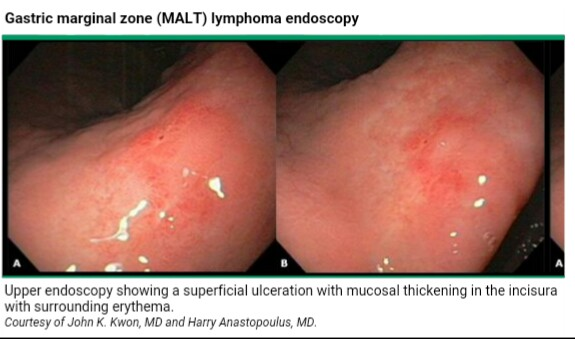 Gastric marginal zone (MALT) lymphoma endoscopy
A
B
A
Upper endoscopy showing a superficial ulceration with mucosal thickening in the incisura
with surrounding erythema.
Courtesy of John K. Kwon, MD and Harry Anastopoulus, MD.